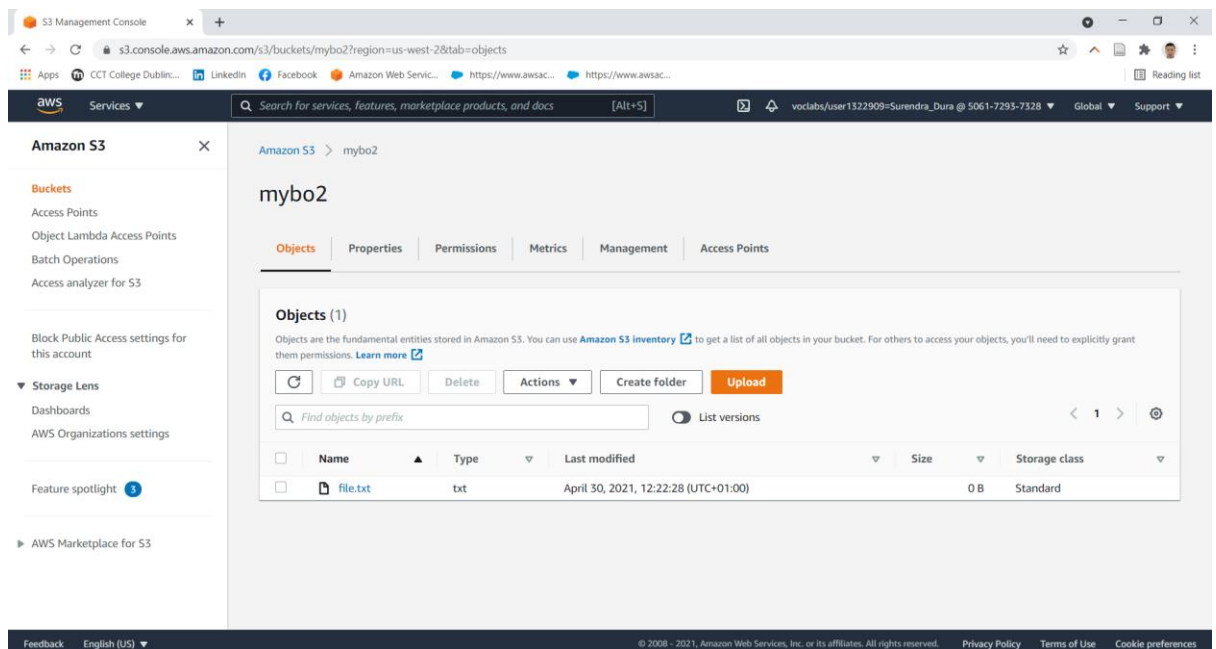 S3 Management Console
s3.console.aws.amazon.com/s3/buckets/mybo2?region=us-west-2&tab=objects
Apps CCT College Dublin:... LinkedIn Facebook Amazon Web Servic... https://www.awsac... https://www.awsac... Reading list
aws Services ▼ Search for services, features, marketplace products, and docs [Alt+S] voclabs/user1322909=Surendra_Dura @ 5061-7293-7328 ▼ Global ▼ Support ▼
Amazon S3
Buckets
Access Points
Object Lambda Access Points
Batch Operations
Access analyzer for S3
Block Public Access settings for
this account
Storage Lens
Dashboards
AWS Organizations settings
Feature spotlight 3
AWS Marketplace for S3
Amazon S3 > mybo2
mybo2
Objects Properties Permissions Metrics Management Access Points
Objects (1)
Objects are the fundamental entities stored in Amazon S3. You can use Amazon S3 inventory to get a list of all objects in your bucket. For others to access your objects, you'll need to explicitly grant
them permissions. Learn more
Copy URL Delete Actions ▼ Create folder Upload
Find objects by prefix List versions < 1 >
Name Type Last modified Size Storage class
file.txt txt April 30, 2021, 12:22:28 (UTC+01:00) 0 B Standard
Feedback English (US) ▼ © 2008 - 2021, Amazon Web Services, Inc. or its affiliates. All rights reserved. Privacy Policy Terms of Use Cookie preferences